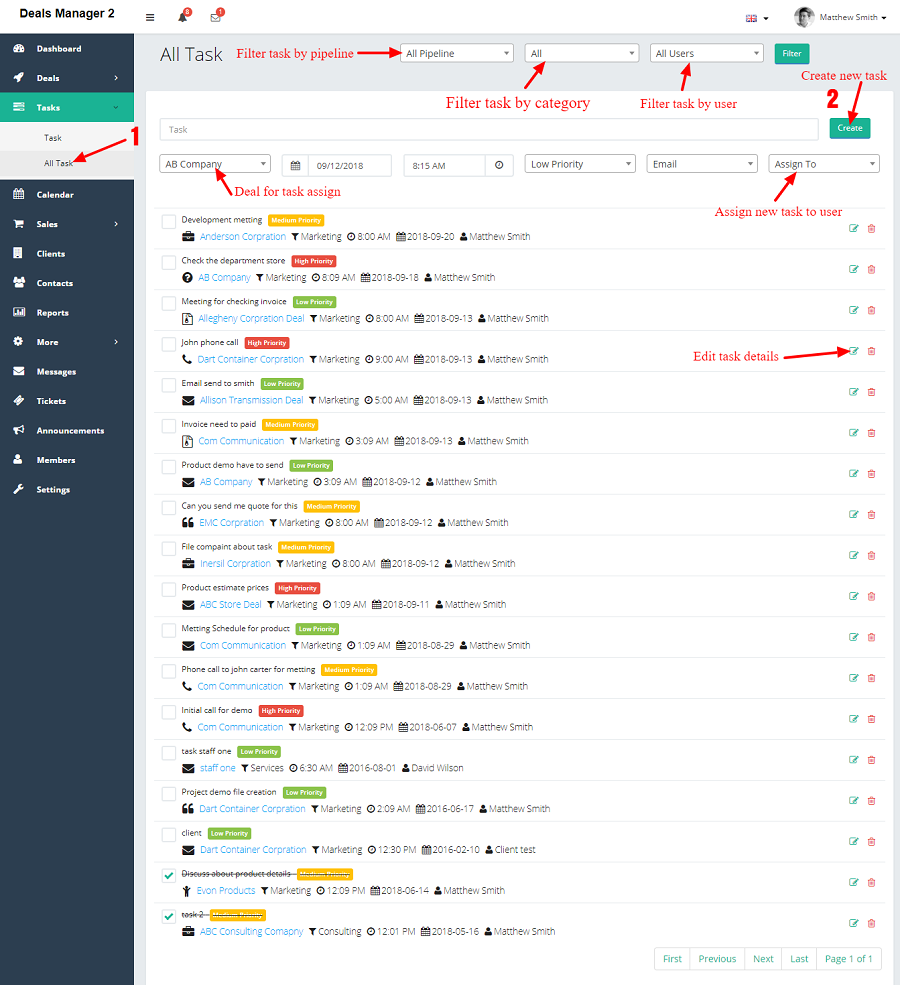 Deals Manager 2
8
1
Matthew Smith
Dashboard
Deals
Tasks
Task
All Task
1
Calendar
Sales
Clients
Contacts
Reports
More
Messages
Tickets
Announcements
Members
Settings
All Task
Filter task by pipeline
All Pipeline
All
All Users
Filter
Filter task by category
Filter task by user
Create new task
2
Task
Create
AB Company
09/12/2018
8:15 AM
Low Priority
Email
Assign To
Deal for task assign
Assign new task to user
Development metting Medium Priority
Anderson Corpration Marketing 8:00 AM 2018-09-20 Matthew Smith
Check the department store High Priority
AB Company Marketing 8:09 AM 2018-09-18 Matthew Smith
Meeting for checking invoice Low Priority
Allegheny Corpration Deal Marketing 8:00 AM 2018-09-13 Matthew Smith
John phone call High Priority
Dart Container Corpration Marketing 9:00 AM 2018-09-13 Matthew Smith
Edit task details
Email send to smith Low Priority
Allison Transmission Deal Marketing 5:00 AM 2018-09-13 Matthew Smith
Invoice need to paid Medium Priority
Com Communication Marketing 3:09 AM 2018-09-13 Matthew Smith
Product demo have to send Low Priority
AB Company Marketing 3:09 AM 2018-09-12 Matthew Smith
Can you send me quote for this Medium Priority
EMC Corpration Marketing 8:00 AM 2018-09-12 Matthew Smith
File compaint about task Medium Priority
Inersil Corpration Marketing 8:00 AM 2018-09-12 Matthew Smith
Product estimate prices High Priority
ABC Store Deal Marketing 1:09 AM 2018-09-11 Matthew Smith
Metting Schedule for product Low Priority
Com Communication Marketing 1:09 AM 2018-08-29 Matthew Smith
Phone call to john carter for metting Medium Priority
Com Communication Marketing 1:09 AM 2018-08-29 Matthew Smith
Initial call for demo High Priority
Com Communication Marketing 12:09 PM 2018-06-07 Matthew Smith
task staff one Low Priority
staff one Services 6:30 AM 2016-08-01 David Wilson
Project demo file creation Low Priority
Dart Container Corpration Marketing 2:09 AM 2016-06-17 Matthew Smith
client Low Priority
Dart Container Corpration Marketing 12:30 PM 2016-02-10 Client test
Discuss about product details Medium Priority
Evon Products Marketing 12:09 PM 2018-06-14 Matthew Smith
task 2 Medium Priority
ABC Consulting Comapny Consulting 12:01 PM 2018-05-16 Matthew Smith
First Previous Next Last Page 1 of 1